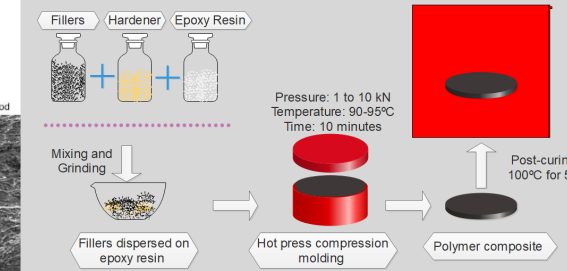 Fillers
Hardener
Epoxy Resin
Pressure: 1 to 10 kN
Temperature: 90-95ºC
Time: 10 minutes
Mixing and
Grinding
100ºC for
Fillers dispersed on
epoxy resin
Hot press compression
molding
Polymer composite